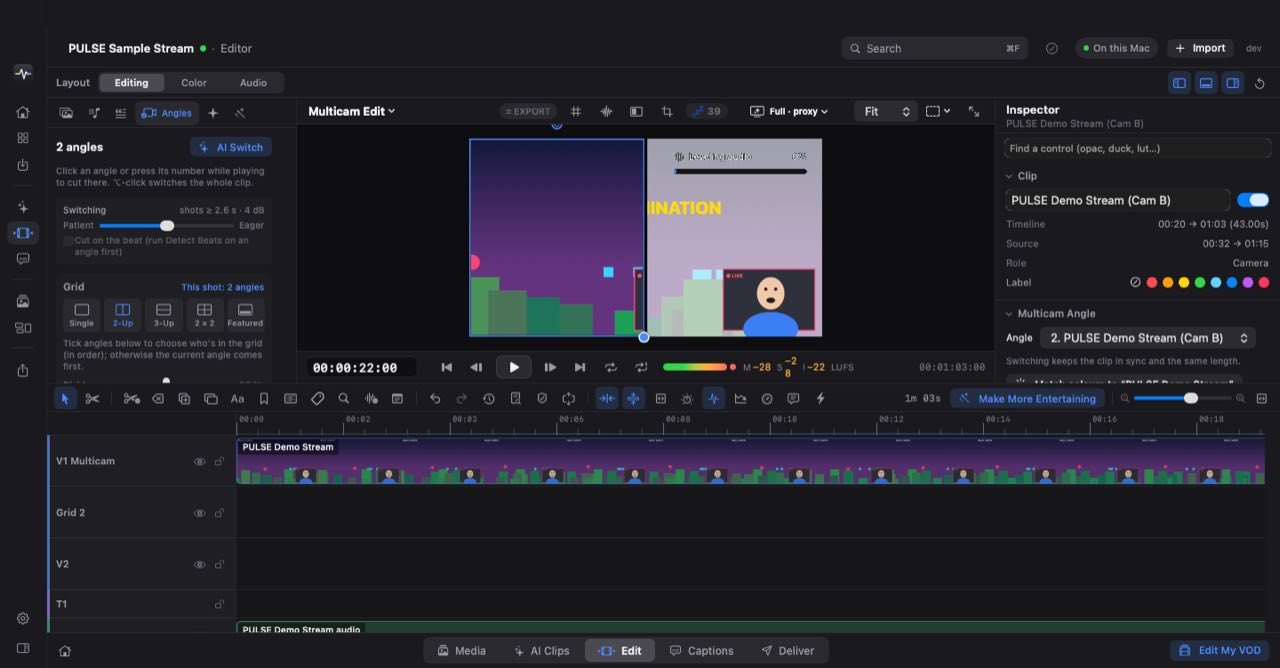 PULSE Sample Stream · Editor
Search ⌘F
On this Mac
Import
dev
Layout Editing Color Audio
Angles
Multicam Edit
EXPORT
39
Full · proxy
Fit
Inspector
PULSE Demo Stream (Cam B)
2 angles
AI Switch
Click an angle or press its number while playing
to cut there. ⌥-click switches the whole clip.
Switching shots ≥ 2.6 s · 4 dB
Patient Eager
Cut on the beat (run Detect Beats on an
angle first)
Grid This shot: 2 angles
Single 2-Up 3-Up 2 × 2 Featured
Tick angles below to choose who's in the grid
(in order); otherwise the current angle comes
first.
INATION
LIVE
Find a control (opac, duck, lut...)
Clip
PULSE Demo Stream (Cam B)
Timeline 00:20 → 01:03 (43.00s)
Source 00:32 → 01:15
Role Camera
Label
Multicam Angle
Angle 2. PULSE Demo Stream (Cam B)
Switching keeps the clip in sync and the same length.
00:00:22:00
M -28 S -28 I -22 LUFS
00:01:03:00
Aa
1m 03s
Make More Entertaining
00:00 00:02 00:03 00:06 00:08 00:10 00:12 00:14 00:16 00:18
V1 Multicam
PULSE Demo Stream
Grid 2
V2
T1
PULSE Demo Stream audio
Media AI Clips Edit Captions Deliver
Edit My VOD